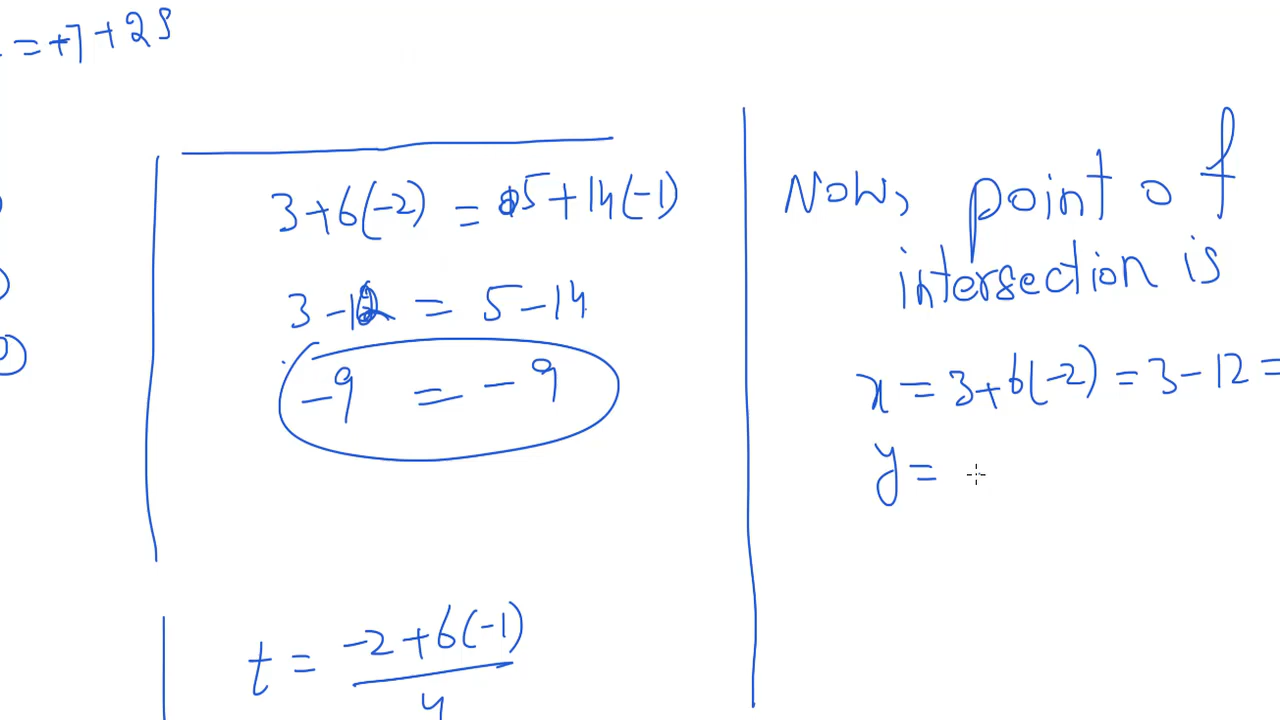 = +7 + 2s
3+6(-2) = 5+14(-1)
3-12 = 5-14
-9 = -9
t = -2+6(-1)
4
Now, point of
intersection is
x = 3+6(-2) = 3-12 =
y =